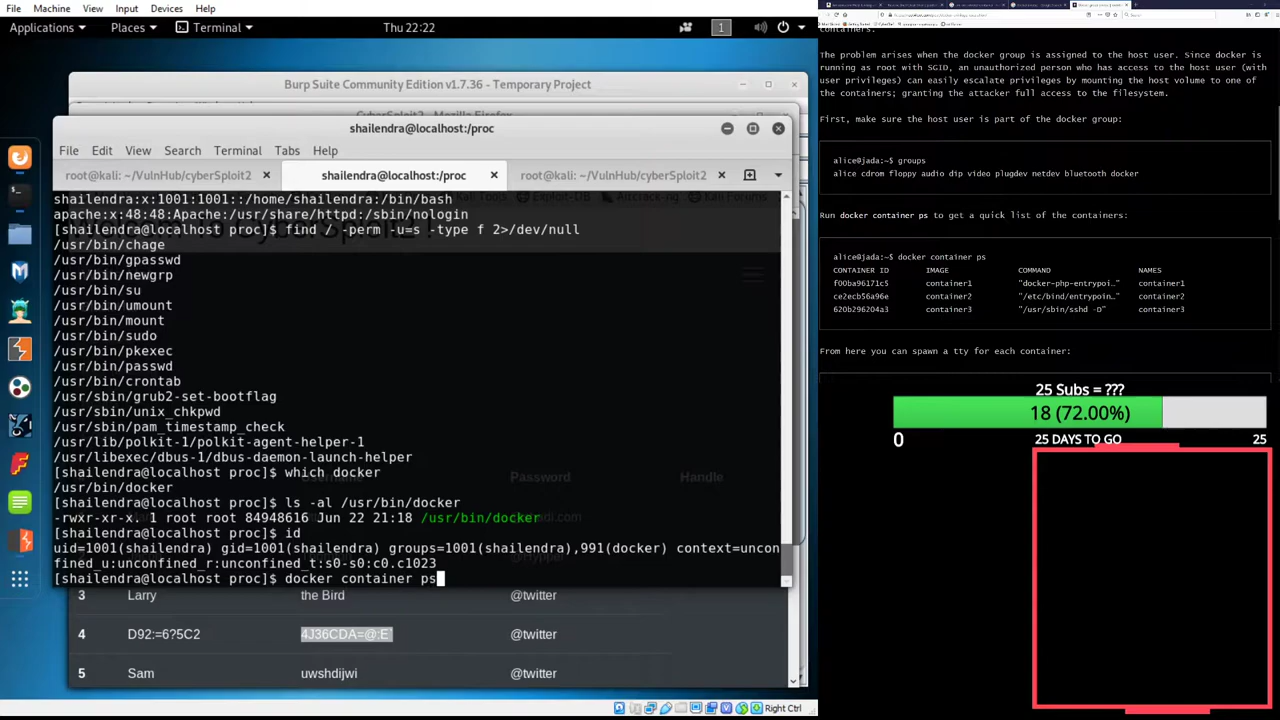 File Machine View Input Devices Help
Applications
Thu 22:22
1
Burp Suite Community Edition v1.7.36 - Temporary Project
CyberSploit2 - Mozilla Firefox
shailendra@localhost:/proc
File Edit View Search Terminal Tabs Help
root@kali: ~/VulnHub/cyberSploit2
shailendra@localhost:/proc
root@kali: ~/VulnHub/cyberSploit2
shailendra:x:1001:1001::/home/shailendra:/bin/bash
apache:x:48:48:Apache:/usr/share/httpd:/sbin/nologin
[shailendra@localhost proc]$ find / -perm -u=s -type f 2>/dev/null
/usr/bin/chage
/usr/bin/gpasswd
/usr/bin/newgrp
/usr/bin/su
/usr/bin/umount
/usr/bin/mount
/usr/bin/sudo
/usr/bin/pkexec
/usr/bin/passwd
/usr/bin/crontab
/usr/sbin/grub2-set-bootflag
/usr/sbin/unix_chkpwd
/usr/sbin/pam_timestamp_check
/usr/lib/polkit-1/polkit-agent-helper-1
/usr/libexec/dbus-1/dbus-daemon-launch-helper
[shailendra@localhost proc]$ which docker
/usr/bin/docker
[shailendra@localhost proc]$ ls -al /usr/bin/docker
-rwxr-xr-x. 1 root root 84948616 Jun 22 21:18 /usr/bin/docker
[shailendra@localhost proc]$ id
uid=1001(shailendra) gid=1001(shailendra) groups=1001(shailendra),991(docker) context=uncon
fined_u:unconfined_r:unconfined_t:s0-s0:c0.c1023
[shailendra@localhost proc]$ docker container ps
Password
Handle
3 Larry the Bird @twitter
4 D92:=6?5C2 4J36CDA=@:E @twitter
5 Sam uwshdijwi @twitter
Right Ctrl
containers.
The problem arises when the docker group is assigned to the host user. Since docker is
running as root with SGID, an unauthorized person who has access to the host user (with
user privileges) can easily escalate privileges by mounting the host volume to one of
the containers; granting the attacker full access to the filesystem.
First, make sure the host user is part of the docker group:
alice@jada:~$ groups
alice cdrom floppy audio dip video plugdev netdev bluetooth docker
Run docker container ps to get a quick list of the containers:
alice@jada:~$ docker container ps
CONTAINER ID IMAGE COMMAND NAMES
f00ba96171c5 container1 "docker-php-entrypoi…" container1
ce2ecb56a96e container2 "/etc/bind/entrypoin…" container2
620b296204a3 container3 "/usr/sbin/sshd -D" container3
From here you can spawn a tty for each container:
25 Subs = ???
18 (72.00%)
0 25 DAYS TO GO 25